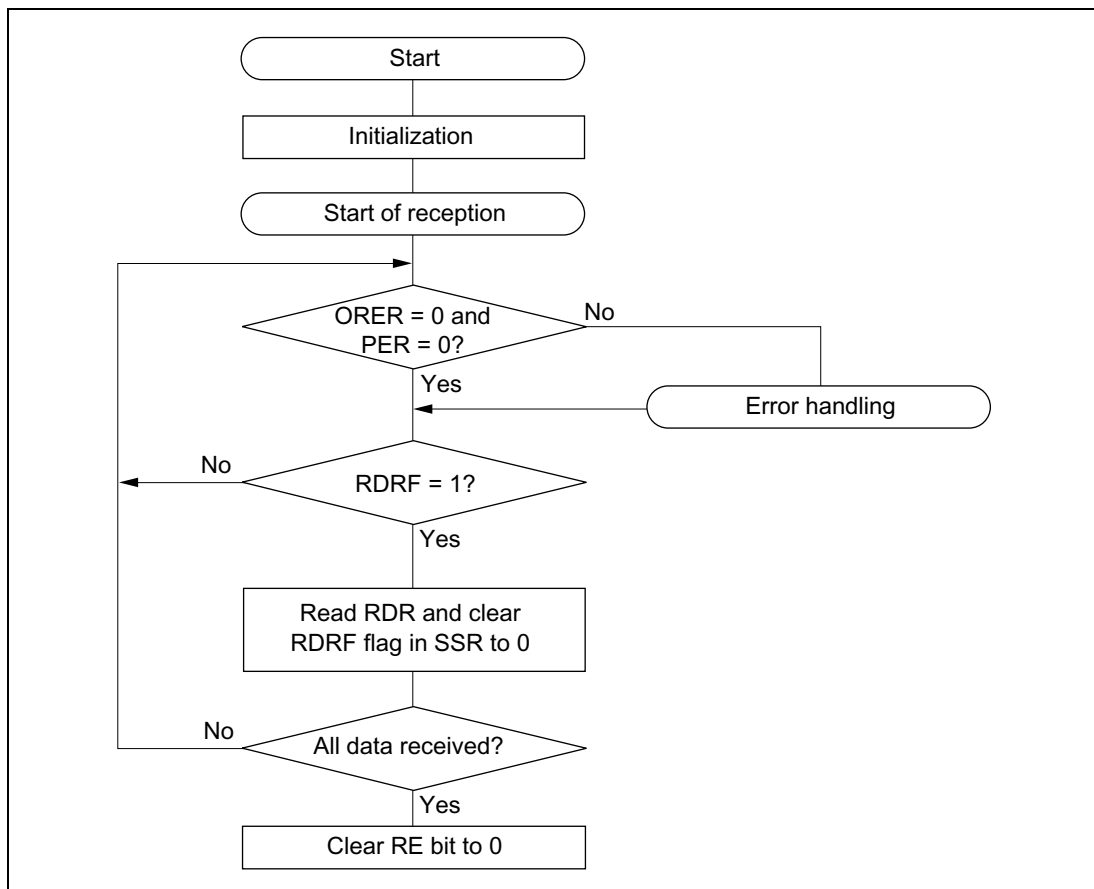 Start
Initialization
Start of reception
ORER = 0 and
PER = 0?
No
Yes
Error handling
No
RDRF = 1?
Yes
Read RDR and clear
RDRF flag in SSR to 0
No
All data received?
Yes
Clear RE bit to 0